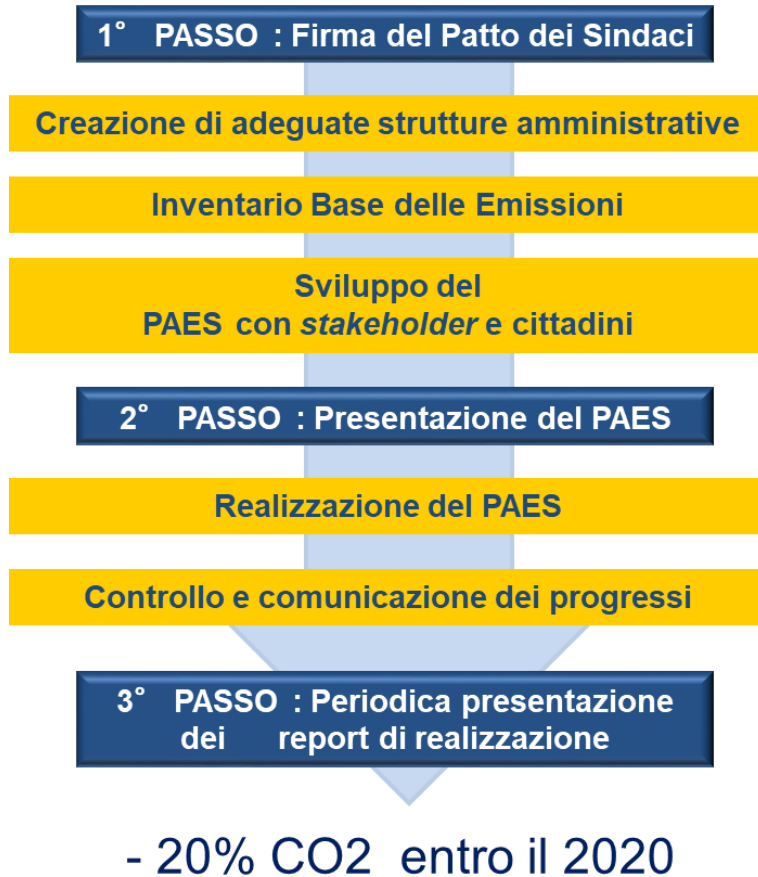 1° PASSO : Firma del Patto dei Sindaci
Creazione di adeguate strutture amministrative
Inventario Base delle Emissioni
Sviluppo del
PAES con stakeholder e cittadini
2° PASSO : Presentazione del PAES
Realizzazione del PAES
Controllo e comunicazione dei progressi
3° PASSO : Periodica presentazione
dei report di realizzazione
- 20% CO2 entro il 2020